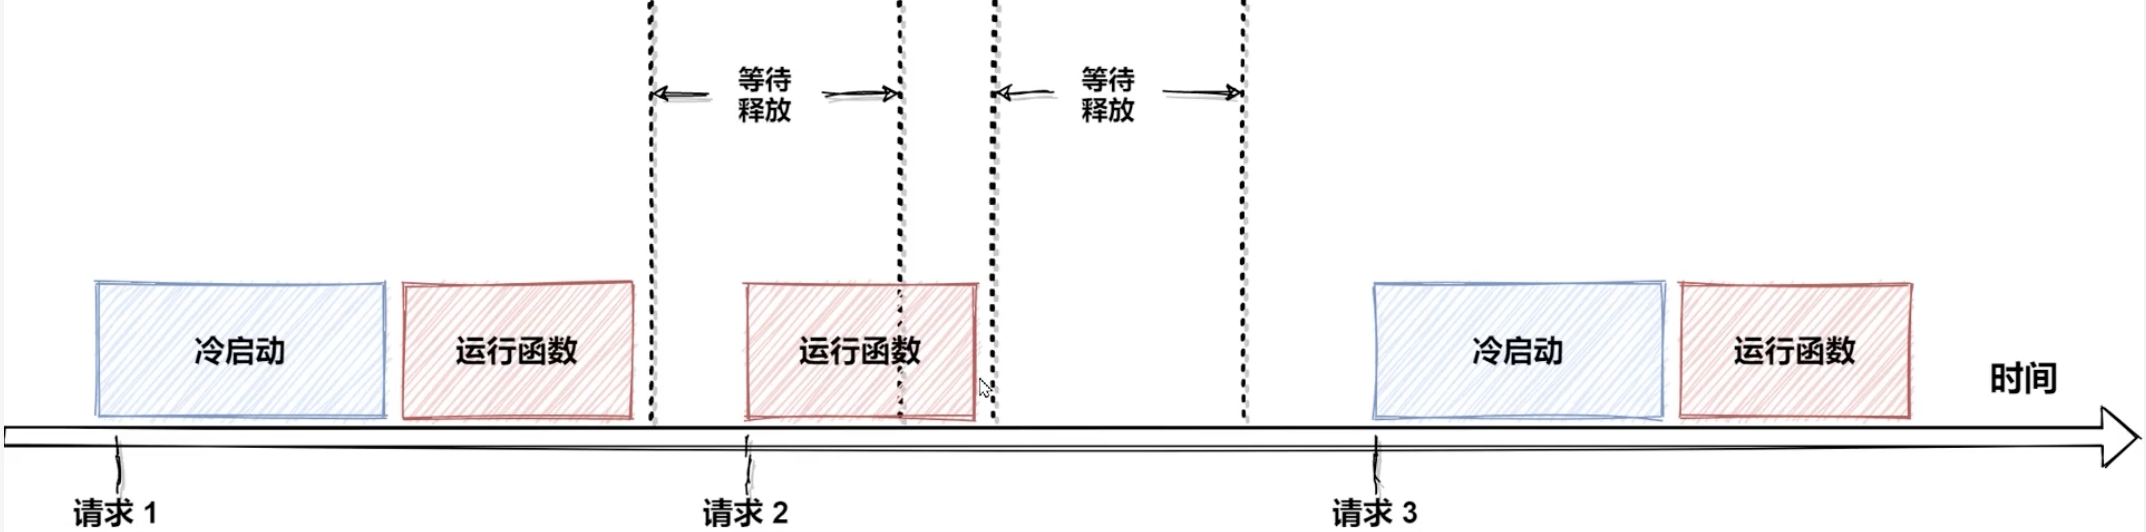 等待
释放
等待
释放
冷启动
运行函数
运行函数
冷启动
运行函数
时间
请求 1
请求 2
请求 3